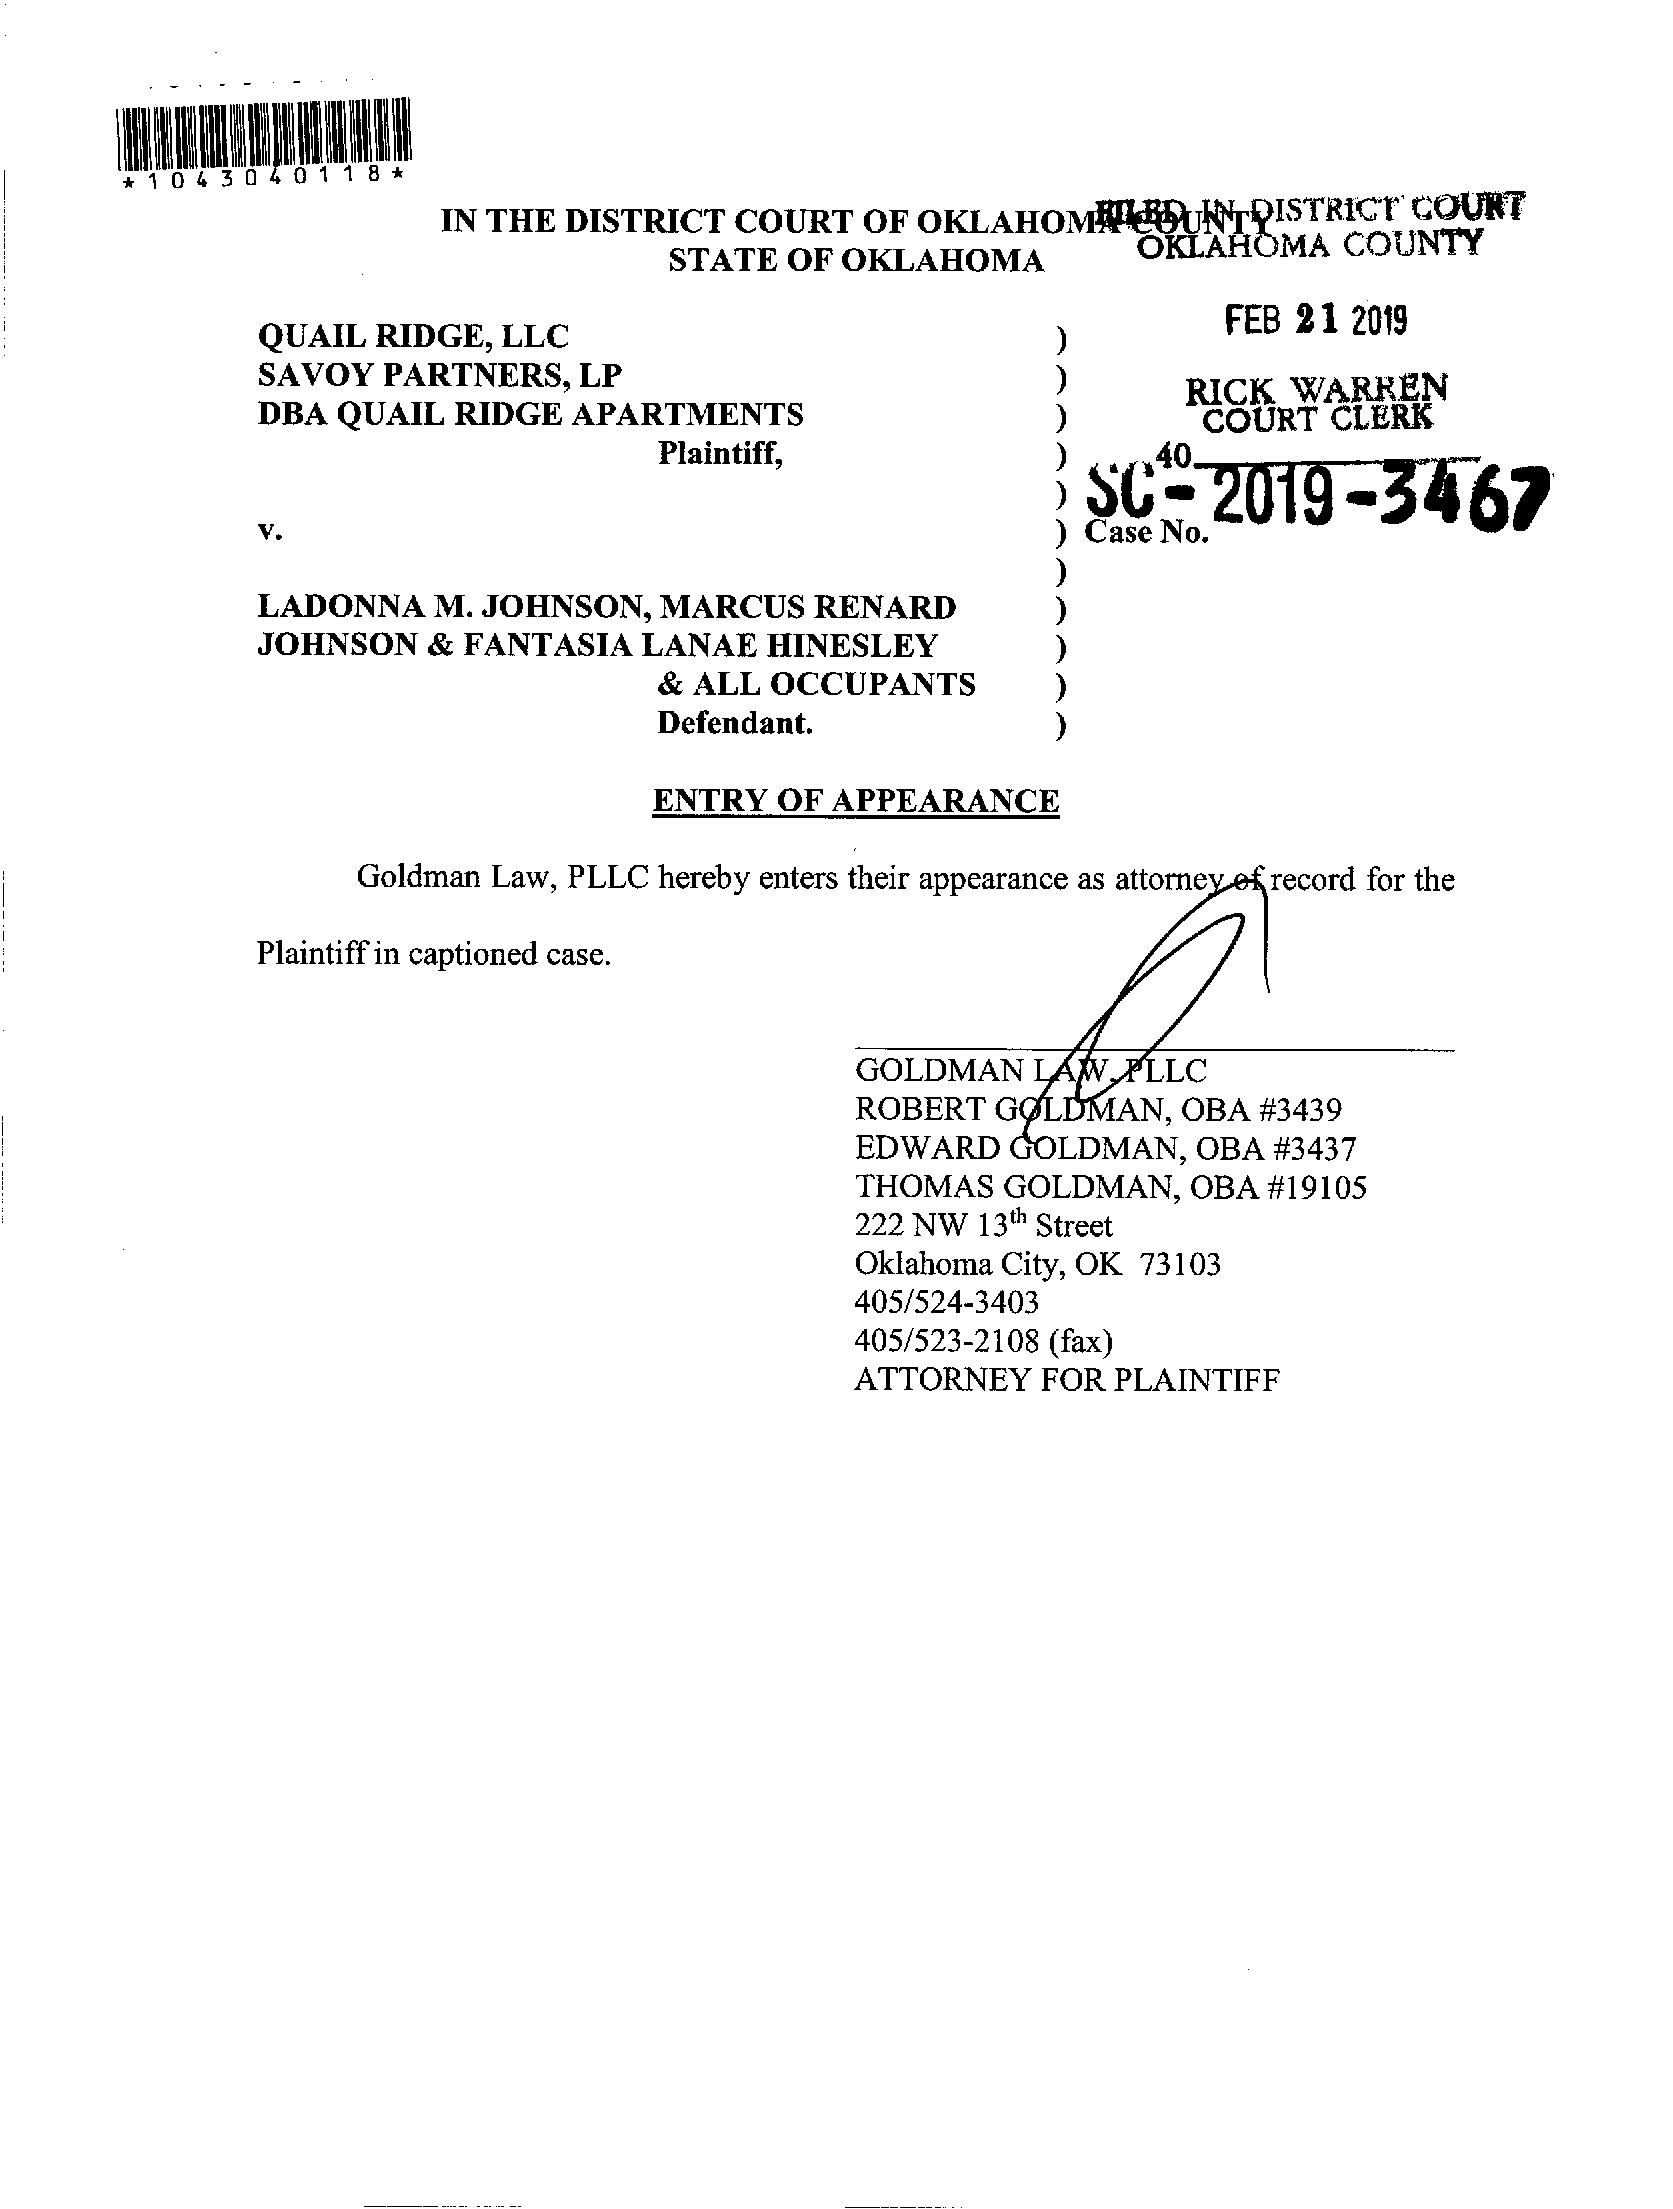 *1043040118*
IN THE DISTRICT COURT OF OKLAHOMA COUNTY
STATE OF OKLAHOMA
FILED IN DISTRICT COURT
OKLAHOMA COUNTY
FEB 21 2019
RICK WARREN
COURT CLERK
40
QUAIL RIDGE, LLC )
SAVOY PARTNERS, LP )
DBA QUAIL RIDGE APARTMENTS )
Plaintiff, )
) SC-2019-3467
v. ) Case No.
)
LADONNA M. JOHNSON, MARCUS RENARD )
JOHNSON & FANTASIA LANAE HINESLEY )
& ALL OCCUPANTS )
Defendant. )
ENTRY OF APPEARANCE
Goldman Law, PLLC hereby enters their appearance as attorney of record for the
Plaintiff in captioned case.
GOLDMAN LAW, PLLC
ROBERT GOLDMAN, OBA #3439
EDWARD GOLDMAN, OBA #3437
THOMAS GOLDMAN, OBA #19105
222 NW 13th Street
Oklahoma City, OK 73103
405/524-3403
405/523-2108 (fax)
ATTORNEY FOR PLAINTIFF